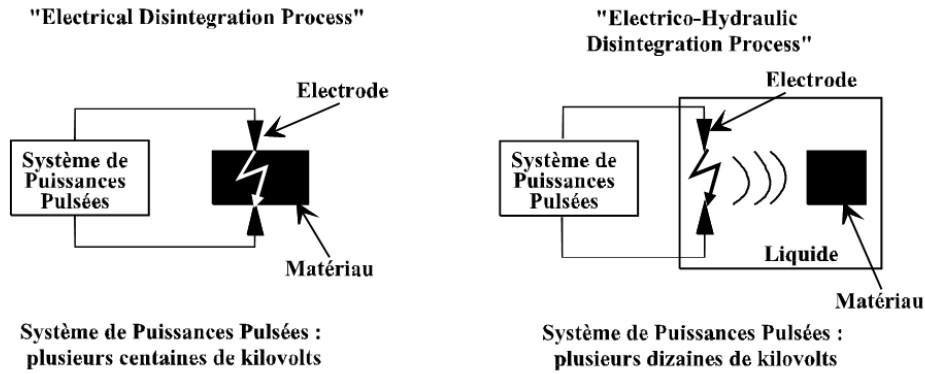 "Electrical Disintegration Process"
Electrode
Système de
Puissances
Pulsées
Matériau
Système de Puissances Pulsées :
plusieurs centaines de kilovolts
"Electrico-Hydraulic
Disintegration Process"
Electrode
Système de
Puissances
Pulsées
Liquide
Matériau
Système de Puissances Pulsées :
plusieurs dizaines de kilovolts